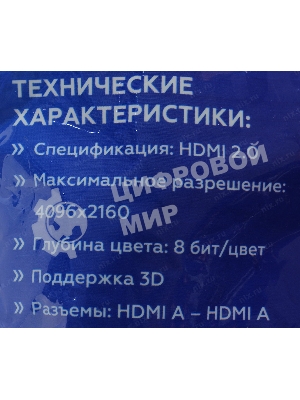 ТЕХНИЧЕСКИЕ
ХАРАКТЕРИСТИКИ:
» Спецификация: HDMI 2.0
» Максимальное разрешение:
4096x2160
» Глубина цвета: 8 бит/цвет
» Поддержка 3D
» Разъемы: HDMI A – HDMI A
ЦИФРОВОЙ
МИР